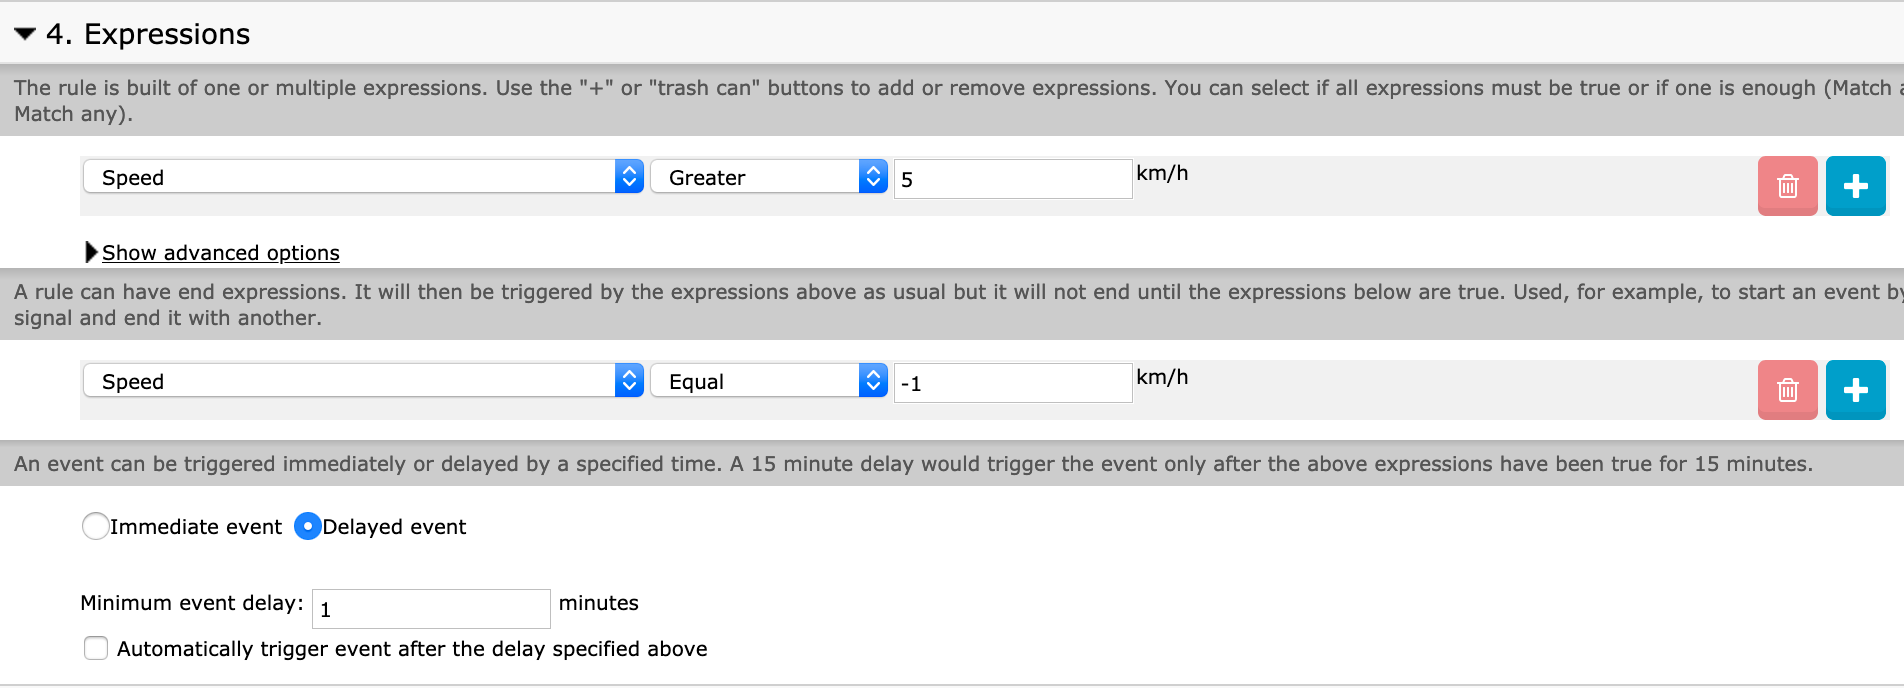 4. Expressions
The rule is built of one or multiple expressions. Use the "+" or "trash can" buttons to add or remove expressions. You can select if all expressions must be true or if one is enough (Match
Match any).
Speed Greater 5 km/h
Show advanced options
A rule can have end expressions. It will then be triggered by the expressions above as usual but it will not end until the expressions below are true. Used, for example, to start an event by
signal and end it with another.
Speed Equal -1 km/h
An event can be triggered immediately or delayed by a specified time. A 15 minute delay would trigger the event only after the above expressions have been true for 15 minutes.
Immediate event Delayed event
Minimum event delay: 1 minutes
Automatically trigger event after the delay specified above